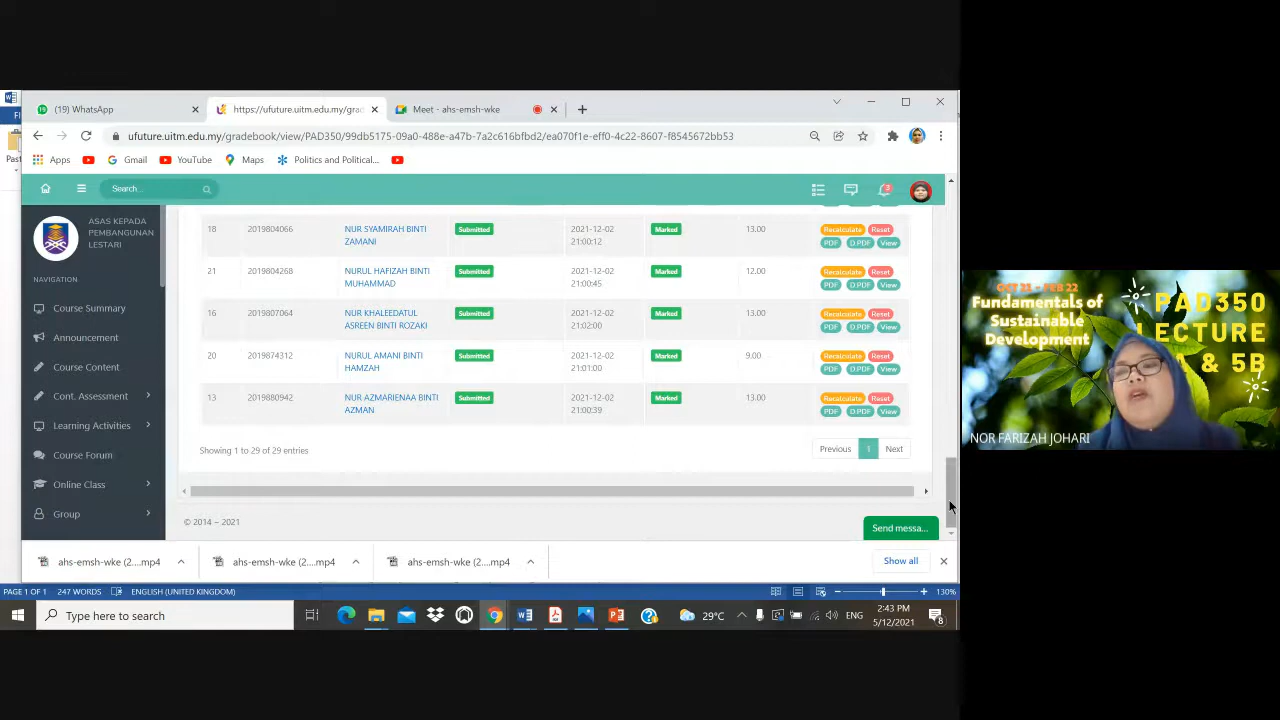 (19) WhatsApp
https://ufuture.uitm.edu.my/grad
Meet - ahs-emsh-wke
ufuture.uitm.edu.my/gradebook/view/PAD350/99db5175-09a0-488e-a47b-7a2c616bfbd2/ea070f1e-eff0-4c22-8607-f8545672bb53
Past
Apps
Gmail
YouTube
Maps
Politics and Political...
Search...
3
ASAS KEPADA
PEMBANGUNAN
LESTARI
NAVIGATION
Course Summary
Announcement
Course Content
Cont. Assessment
Learning Activities
Course Forum
Online Class
Group
18 2019804066 NUR SYAMIRAH BINTI ZAMANI Submitted 2021-12-02 21:00:12 Marked 13.00 Recalculate Reset
PDF D.PDF View
21 2019804268 NURUL HAFIZAH BINTI MUHAMMAD Submitted 2021-12-02 21:00:45 Marked 12.00 Recalculate Reset
PDF D.PDF View
16 2019807064 NUR KHALEEDATUL ASREEN BINTI ROZAKI Submitted 2021-12-02 21:02:00 Marked 13.00 Recalculate Reset
PDF D.PDF View
20 2019874312 NURUL AMANI BINTI HAMZAH Submitted 2021-12-02 21:01:00 Marked 9.00 Recalculate Reset
PDF D.PDF View
13 2019880942 NUR AZMARIENAA BINTI AZMAN Submitted 2021-12-02 21:00:39 Marked 13.00 Recalculate Reset
PDF D.PDF View
Showing 1 to 29 of 29 entries
Previous 1 Next
© 2014 – 2021
Send messa...
ahs-emsh-wke (2....mp4
ahs-emsh-wke (2....mp4
ahs-emsh-wke (2....mp4
Show all
PAGE 1 OF 1 247 WORDS ENGLISH (UNITED KINGDOM) 130%
Type here to search
29°C
ENG
2:43 PM
5/12/2021
8
OCT 21 - FEB 22
Fundamentals of
Sustainable
Development
PAD350
LECTURE
A & 5B
NOR FARIZAH JOHARI